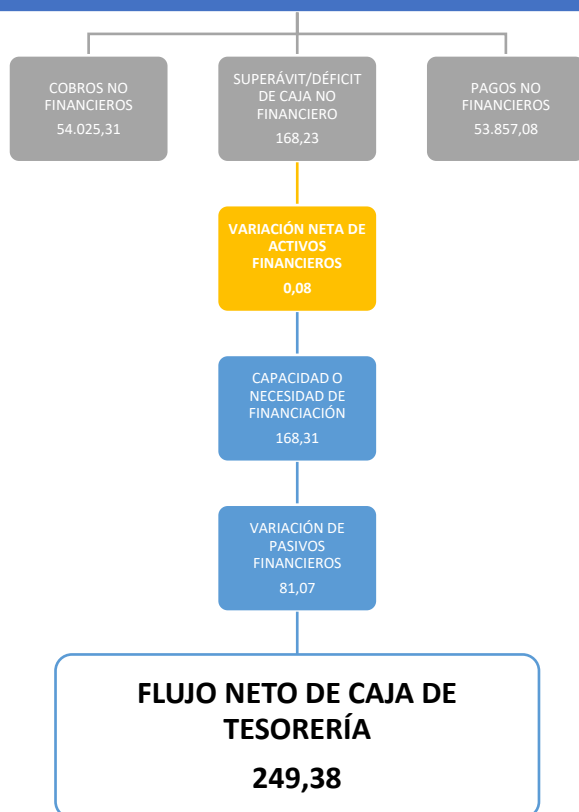 COBROS NO
FINANCIEROS
54.025,31
SUPERÁVIT/DÉFICIT
DE CAJA NO
FINANCIERO
168,23
PAGOS NO
FINANCIEROS
53.857,08
VARIACIÓN NETA DE
ACTIVOS
FINANCIEROS
0,08
CAPACIDAD O
NECESIDAD DE
FINANCIACIÓN
168,31
VARIACIÓN DE
PASIVOS
FINANCIEROS
81,07
FLUJO NETO DE CAJA DE
TESORERÍA
249,38